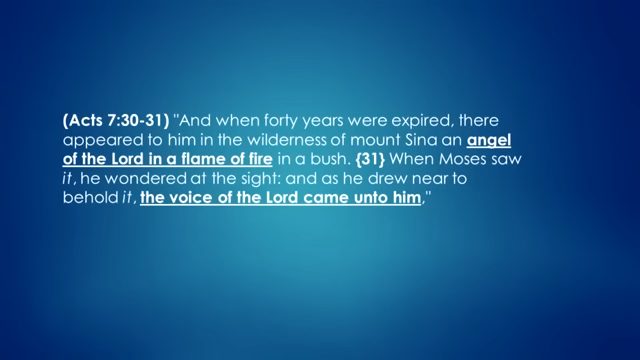 (Acts 7:30-31) "And when forty years were expired, there
appeared to him in the wilderness of mount Sina an angel
of the Lord in a flame of fire in a bush. {31} When Moses saw
it, he wondered at the sight: and as he drew near to
behold it, the voice of the Lord came unto him,"